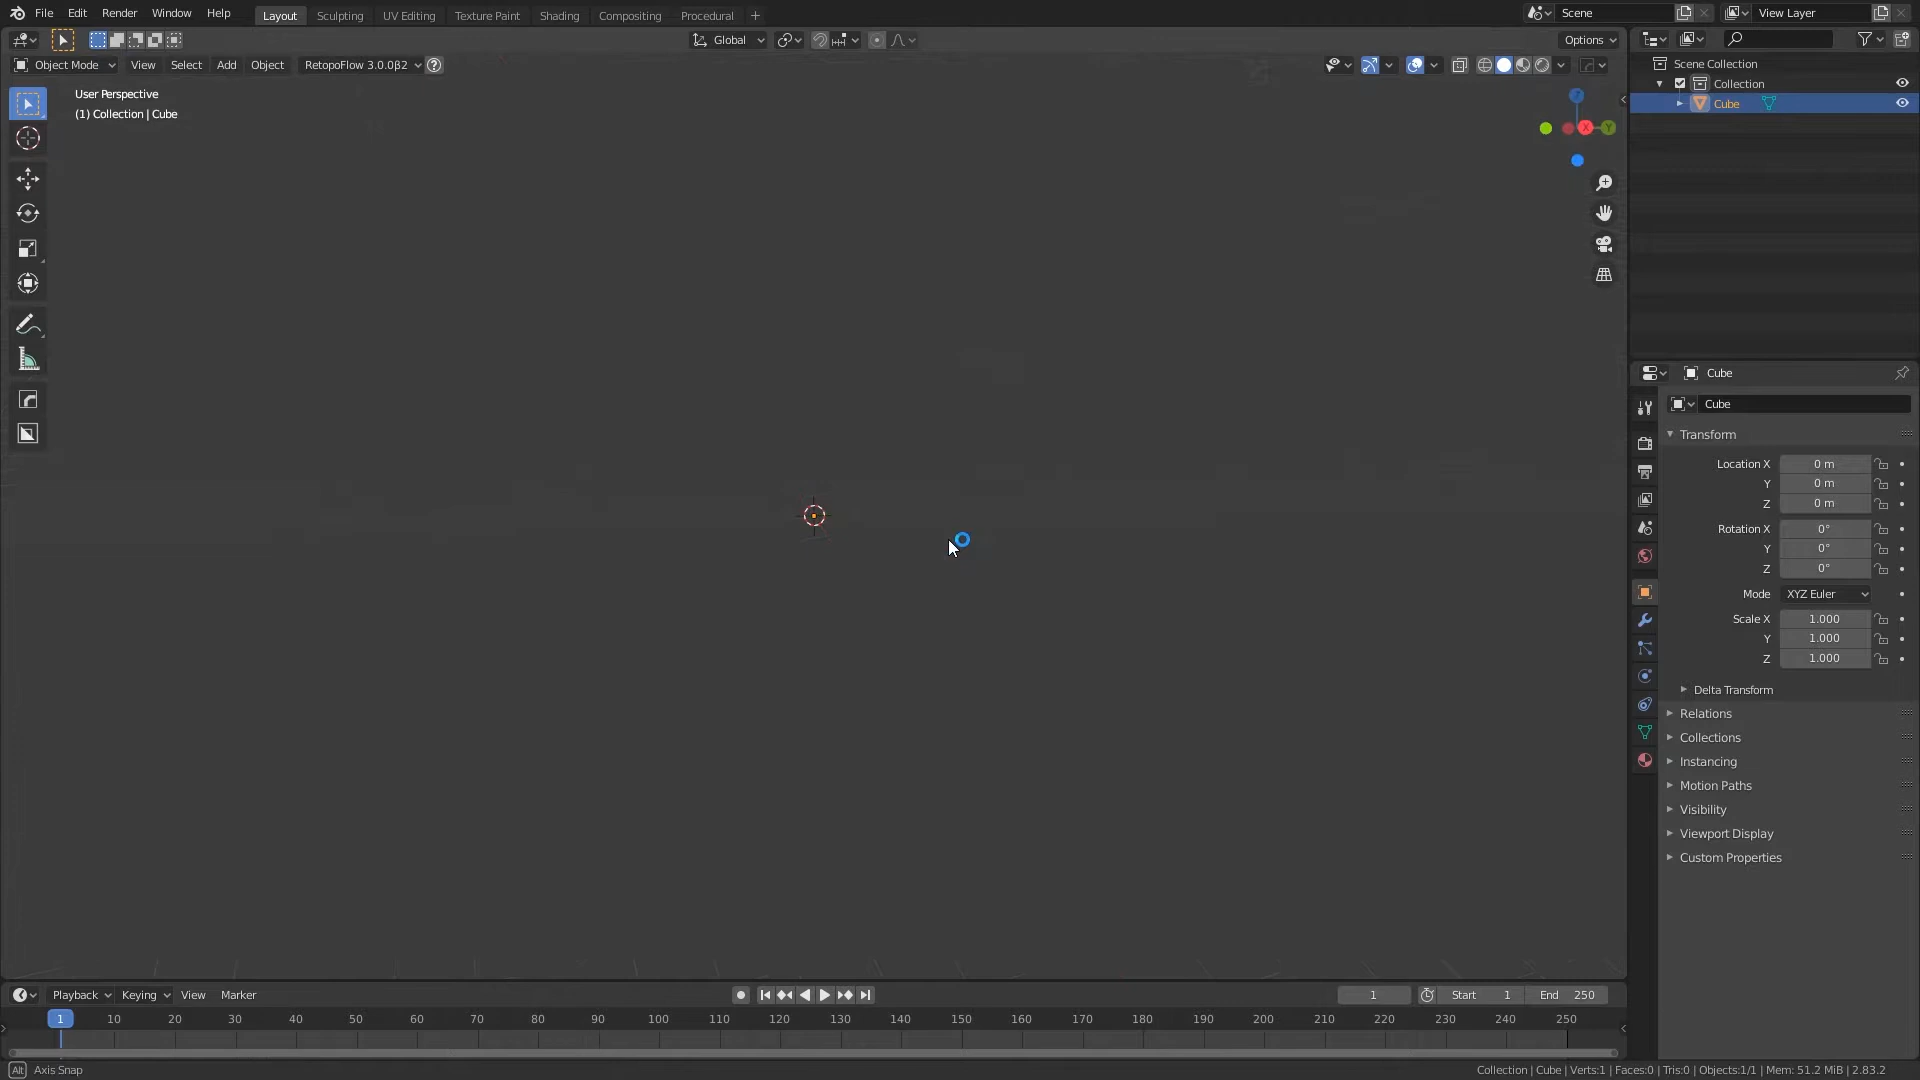 File Edit Render Window Help Layout Sculpting UV Editing Texture Paint Shading Compositing Procedural + Scene View Layer
Global Options
Object Mode View Select Add Object RetopoFlow 3.0.0β2 ?
User Perspective
(1) Collection | Cube
Z
X Y
Scene Collection
Collection
Cube
Cube
Cube
Transform
Location X 0 m
Y 0 m
Z 0 m
Rotation X 0°
Y 0°
Z 0°
Mode XYZ Euler
Scale X 1.000
Y 1.000
Z 1.000
Delta Transform
Relations
Collections
Instancing
Motion Paths
Visibility
Viewport Display
Custom Properties
Playback Keying View Marker 1 Start 1 End 250
1 10 20 30 40 50 60 70 80 90 100 110 120 130 140 150 160 170 180 190 200 210 220 230 240 250
Alt Axis Snap
Collection | Cube | Verts:1 | Faces:0 | Tris:0 | Objects:1/1 | Mem: 51.2 MiB | 2.83.2